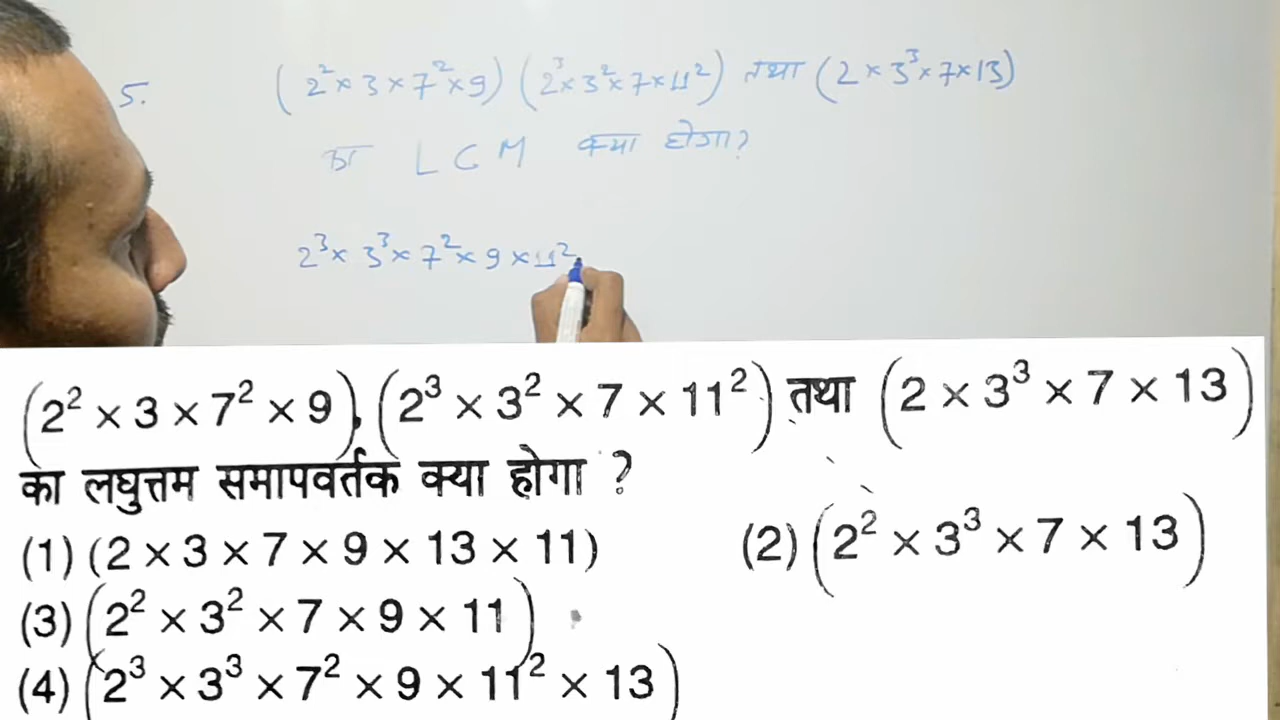 5. (2² × 3 × 7² × 9) (2³ × 3² × 7 × 11²) तथा (2 × 3³ × 7 × 13)
का LCM क्या होगा?
2³ × 3³ × 7² × 9 × 11²
(2² × 3 × 7² × 9), (2³ × 3² × 7 × 11²) तथा (2 × 3³ × 7 × 13)
का लघुत्तम समापवर्तक क्या होगा ?
(1) (2 × 3 × 7 × 9 × 13 × 11) (2) (2² × 3³ × 7 × 13)
(3) (2² × 3² × 7 × 9 × 11)
(4) (2³ × 3³ × 7² × 9 × 11² × 13)